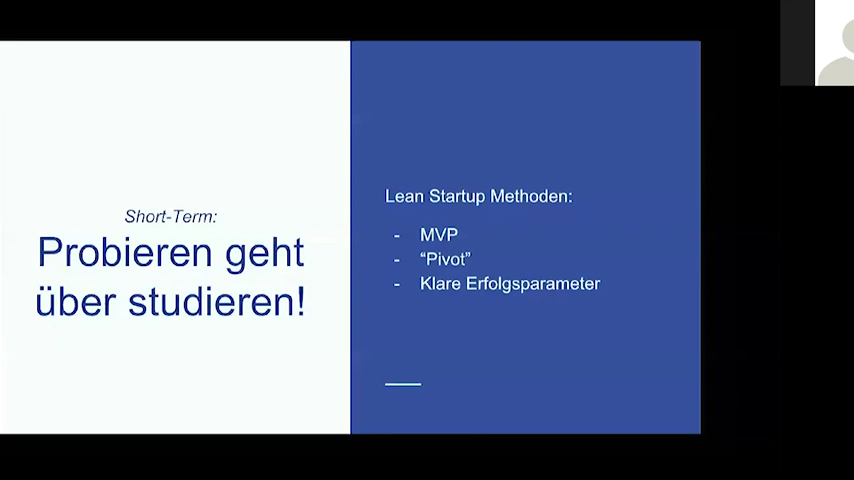 Short-Term:
Probieren geht
über studieren!
Lean Startup Methoden:
- MVP
- “Pivot”
- Klare Erfolgsparameter